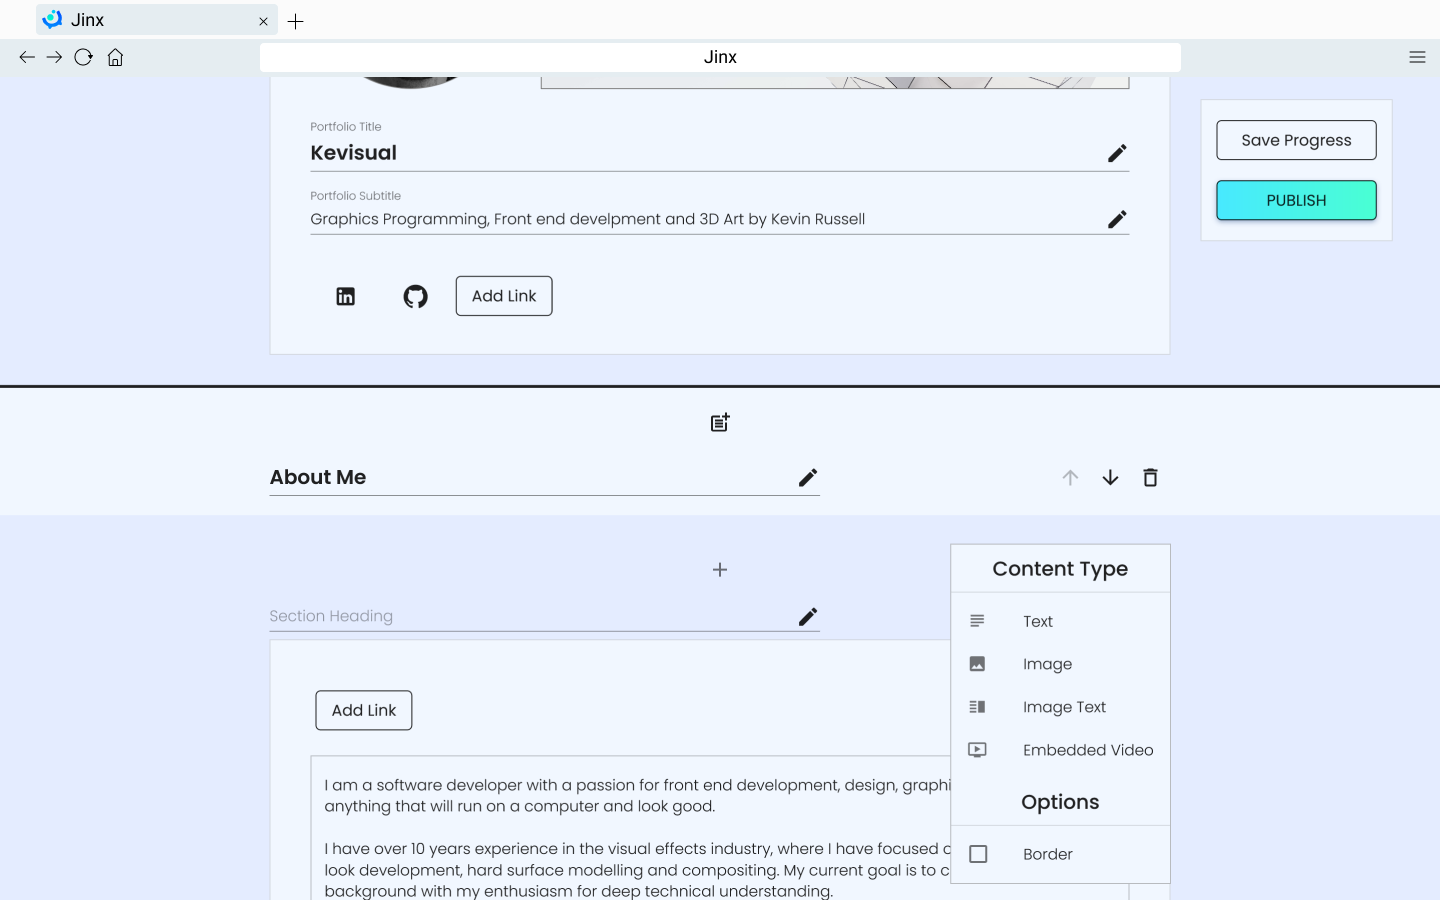 Jinx
Jinx
Portfolio Title
Kevisual
Portfolio Subtitle
Graphics Programming, Front end develpment and 3D Art by Kevin Russell
Add Link
Save Progress
PUBLISH
About Me
Section Heading
Add Link
I am a software developer with a passion for front end development, design, graphi
anything that will run on a computer and look good.
I have over 10 years experience in the visual effects industry, where I have focused
look development, hard surface modelling and compositing. My current goal is to
background with my enthusiasm for deep technical understanding.
Content Type
Text
Image
Image Text
Embedded Video
Options
Border